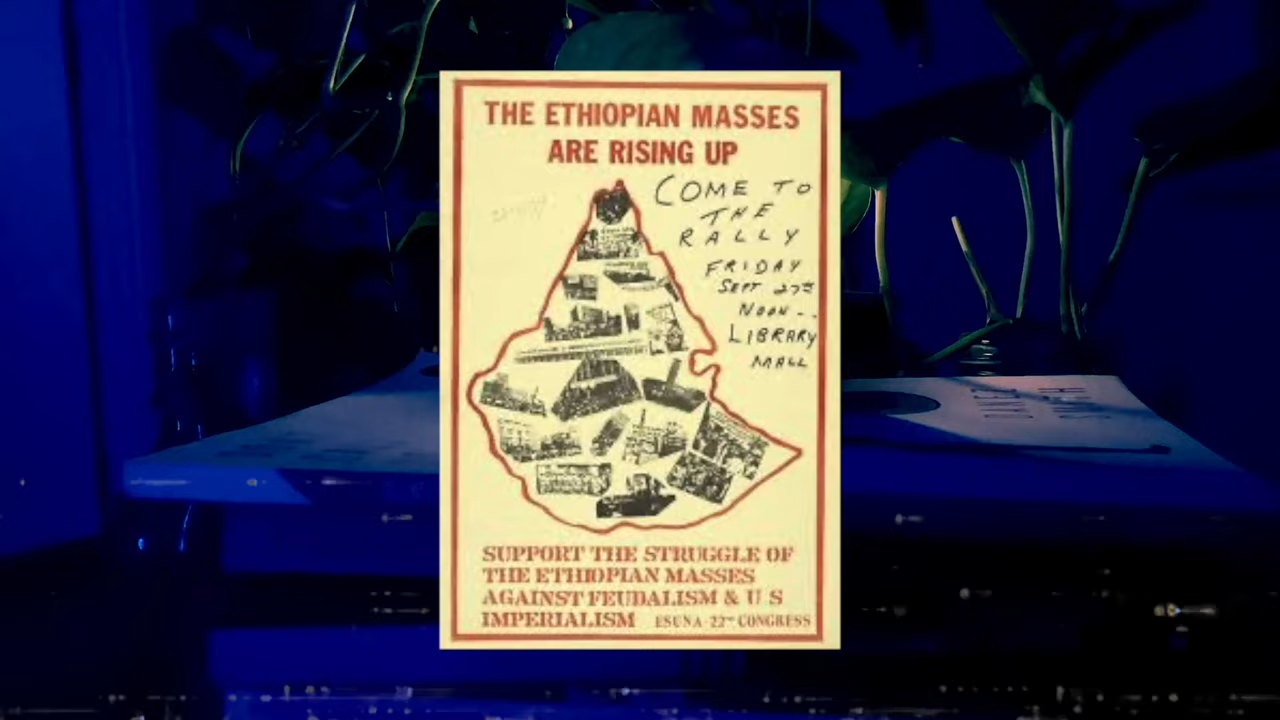 THE ETHIOPIAN MASSES
ARE RISING UP
COME TO
THE
RALLY
FRIDAY
SEPT 27TH
NOON--
LIBRARY
MALL
SUPPORT THE STRUGGLE OF
THE ETHIOPIAN MASSES
AGAINST FEUDALISM & U S
IMPERIALISM ESUNA 22ND CONGRESS